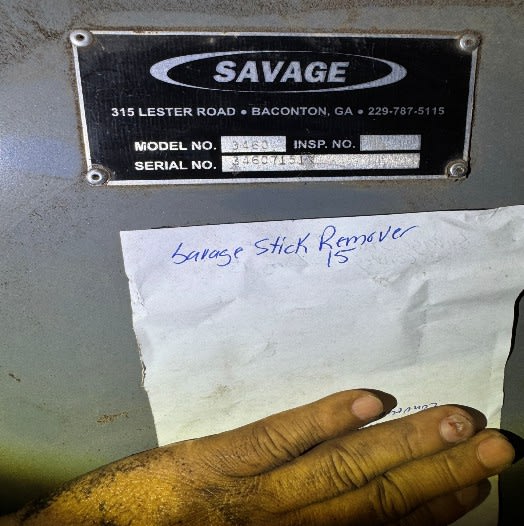 SAVAGE
315 LESTER ROAD • BACONTON, GA • 229-787-5115
MODEL NO. 3460 INSP. NO.
SERIAL NO.
Savage Stick Remover
15